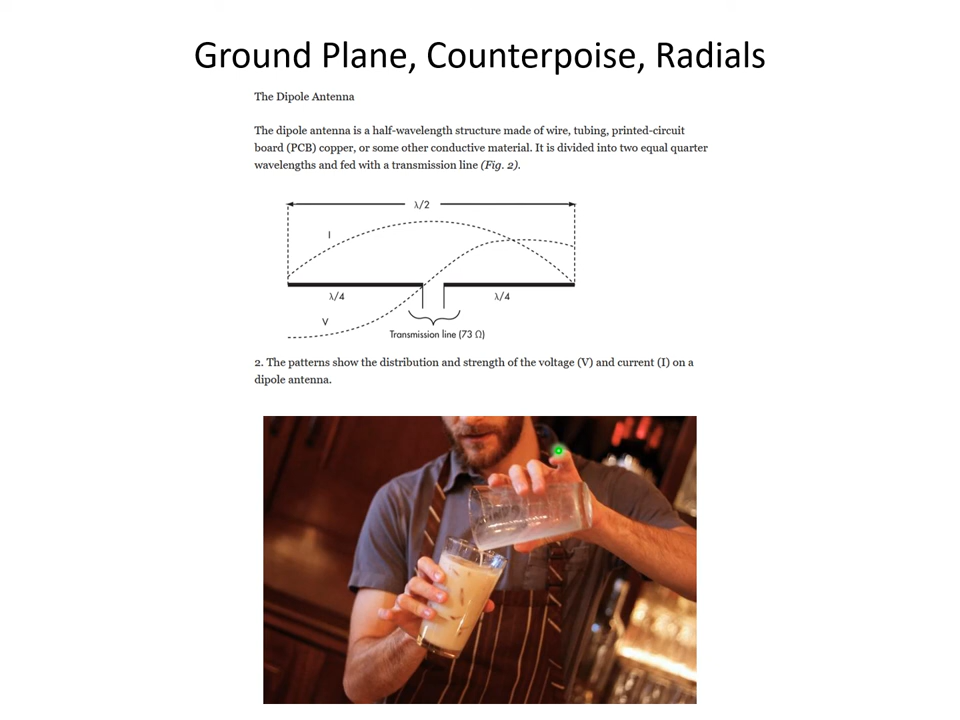 Ground Plane, Counterpoise, Radials
The Dipole Antenna
The dipole antenna is a half-wavelength structure made of wire, tubing, printed-circuit
board (PCB) copper, or some other conductive material. It is divided into two equal quarter
wavelengths and fed with a transmission line (Fig. 2).
λ/2
I
λ/4
λ/4
V
Transmission line (73 Ω)
2. The patterns show the distribution and strength of the voltage (V) and current (I) on a
dipole antenna.